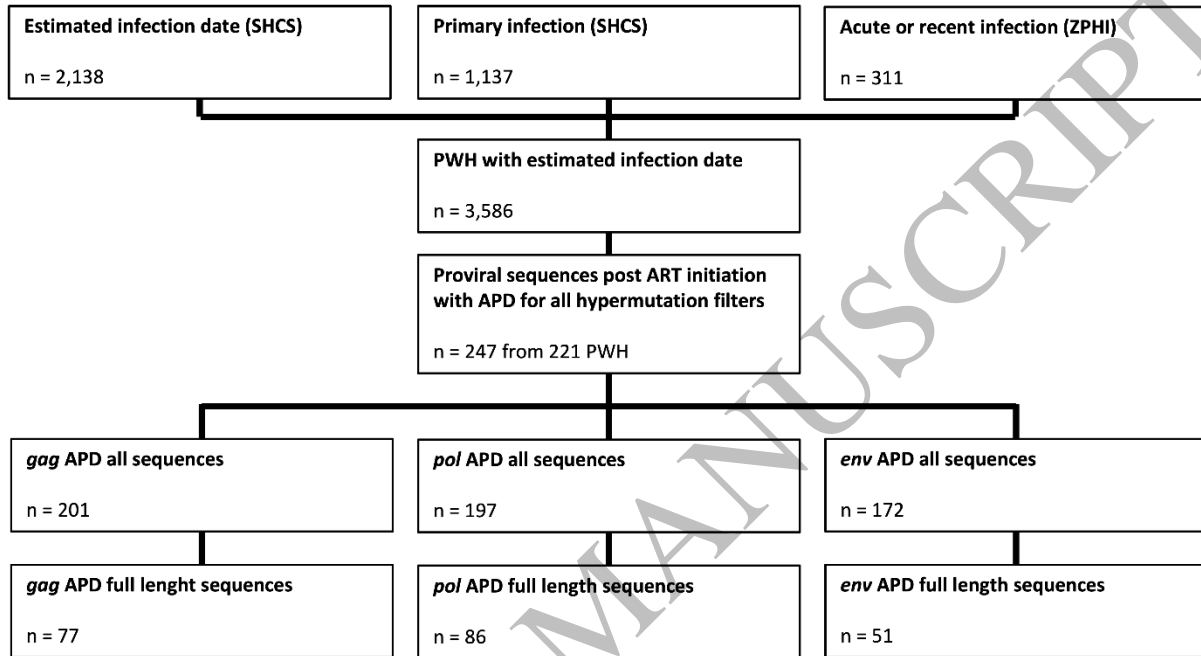 Estimated infection date (SHCS)
n = 2,138
Primary infection (SHCS)
n = 1,137
Acute or recent infection (ZPHI)
n = 311
PWH with estimated infection date
n = 3,586
Proviral sequences post ART initiation
with APD for all hypermutation filters
n = 247 from 221 PWH
gag APD all sequences
n = 201
pol APD all sequences
n = 197
env APD all sequences
n = 172
gag APD full lenght sequences
n = 77
pol APD full length sequences
n = 86
env APD full length sequences
n = 51
MANUSCRIPT